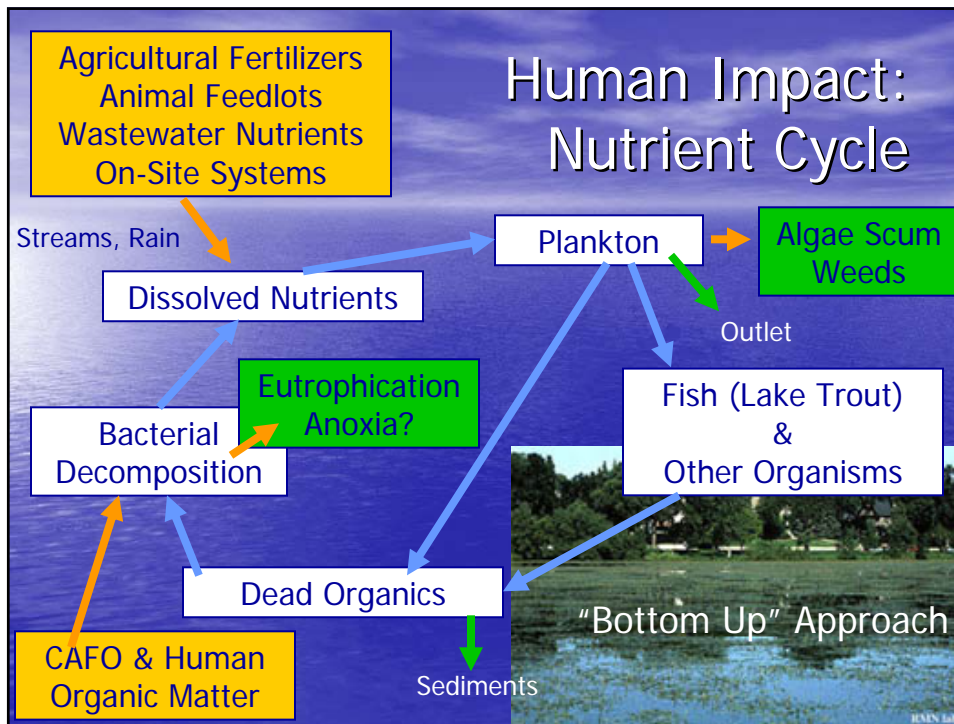 Agricultural Fertilizers
Animal Feedlots
Wastewater Nutrients
On-Site Systems
Human Impact:
Nutrient Cycle
Streams, Rain
Plankton
Algae Scum
Weeds
Dissolved Nutrients
Outlet
Eutrophication
Anoxia?
Fish (Lake Trout)
&
Other Organisms
Bacterial
Decomposition
Dead Organics
"Bottom Up" Approach
CAFO & Human
Organic Matter
Sediments